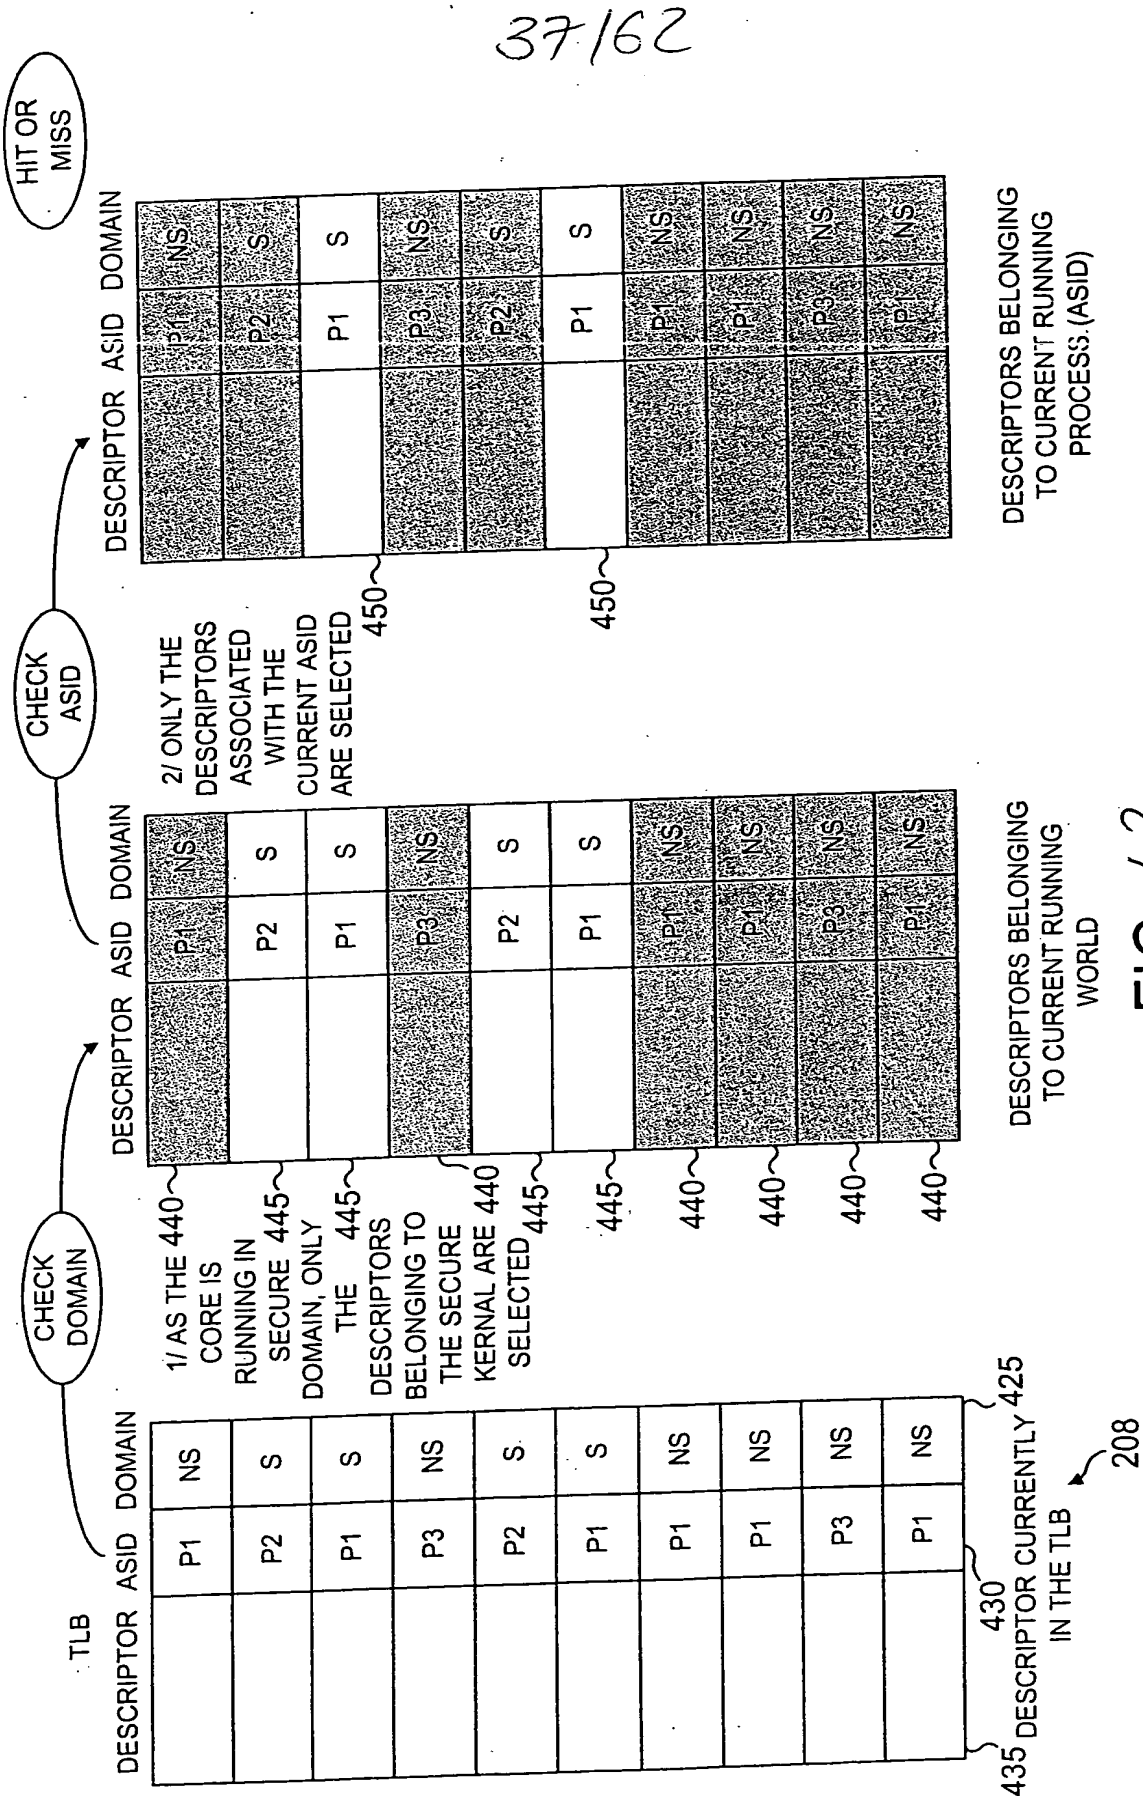 37/62
TLB
DESCRIPTOR ASID DOMAIN
P1 NS
P2 S
P1 S
P3 NS
P2 S
P1 S
P1 NS
P1 NS
P3 NS
P1 NS
435
430
425
DESCRIPTOR CURRENTLY
IN THE TLB
208
CHECK
DOMAIN
1/ AS THE
CORE IS
RUNNING IN
SECURE
DOMAIN, ONLY
THE
DESCRIPTORS
BELONGING TO
THE SECURE
KERNAL ARE
SELECTED
440
445
445
440
445
445
440
440
440
440
DESCRIPTOR ASID DOMAIN
P1 NS
P2 S
P1 S
P3 NS
P2 S
P1 S
P1 NS
P1 NS
P3 NS
P1 NS
DESCRIPTORS BELONGING
TO CURRENT RUNNING
WORLD
CHECK
ASID
2/ ONLY THE
DESCRIPTORS
ASSOCIATED
WITH THE
CURRENT ASID
ARE SELECTED
450
450
DESCRIPTOR ASID DOMAIN
P1 NS
P2 S
P1 S
P3 NS
P2 S
P1 S
P1 NS
P1 NS
P3 NS
P1 NS
DESCRIPTORS BELONGING
TO CURRENT RUNNING
PROCESS (ASID)
HIT OR
MISS